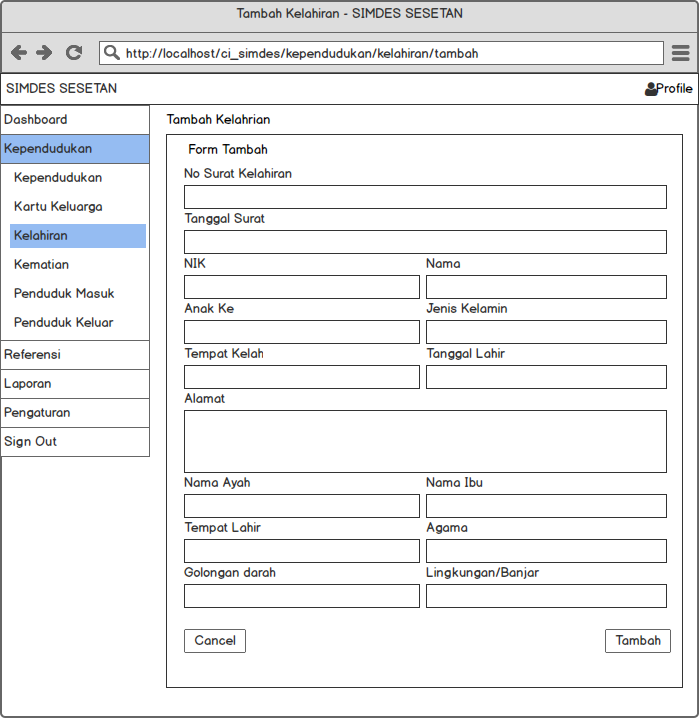 Tambah Kelahiran - SIMDES SESETAN
http://localhost/ci_simdes/kependudukan/kelahiran/tambah
SIMDES SESETAN
Profile
Dashboard
Kependudukan
Kependudukan
Kartu Keluarga
Kelahiran
Kematian
Penduduk Masuk
Penduduk Keluar
Referensi
Laporan
Pengaturan
Sign Out
Tambah Kelahrian
Form Tambah
No Surat Kelahiran
Tanggal Surat
NIK Nama
Anak Ke Jenis Kelamin
Tempat Kelah Tanggal Lahir
Alamat
Nama Ayah Nama Ibu
Tempat Lahir Agama
Golongan darah Lingkungan/Banjar
Cancel Tambah